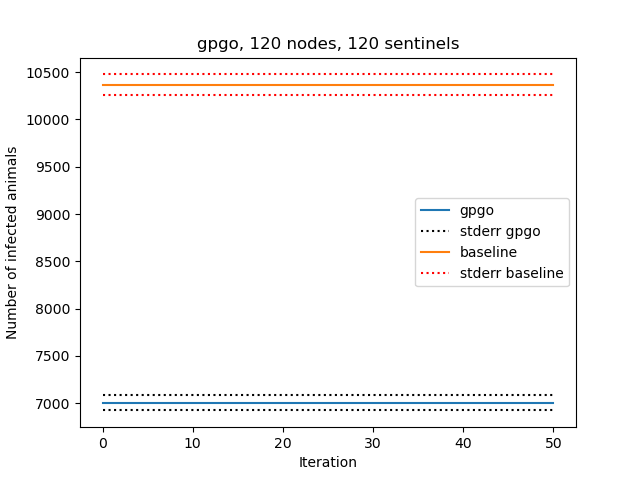 gpgo, 120 nodes, 120 sentinels
10500
10000
9500
9000
8500
8000
7500
7000
Number of infected animals
gpgo
stderr gpgo
baseline
stderr baseline
0 10 20 30 40 50
Iteration